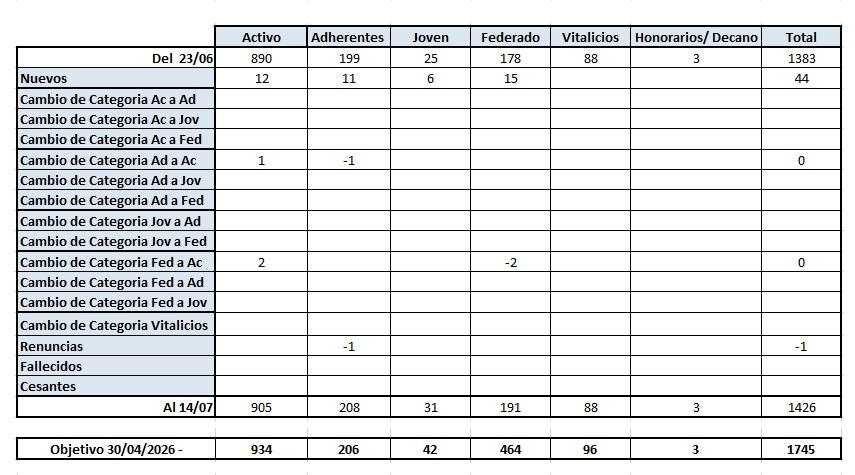 Activo Adherentes Joven Federado Vitalicios Honorarios/ Decano Total
Del 23/06 890 199 25 178 88 3 1383
Nuevos 12 11 6 15 44
Cambio de Categoria Ac a Ad
Cambio de Categoria Ac a Jov
Cambio de Categoria Ac a Fed
Cambio de Categoria Ad a Ac 1 -1 0
Cambio de Categoria Ad a Jov
Cambio de Categoria Ad a Fed
Cambio de Categoria Jov a Ad
Cambio de Categoria Jov a Fed
Cambio de Categoria Fed a Ac 2 -2 0
Cambio de Categoria Fed a Ad
Cambio de Categoria Fed a Jov
Cambio de Categoria Vitalicios
Renuncias -1 -1
Fallecidos
Cesantes
Al 14/07 905 208 31 191 88 3 1426
Objetivo 30/04/2026 - 934 206 42 464 96 3 1745